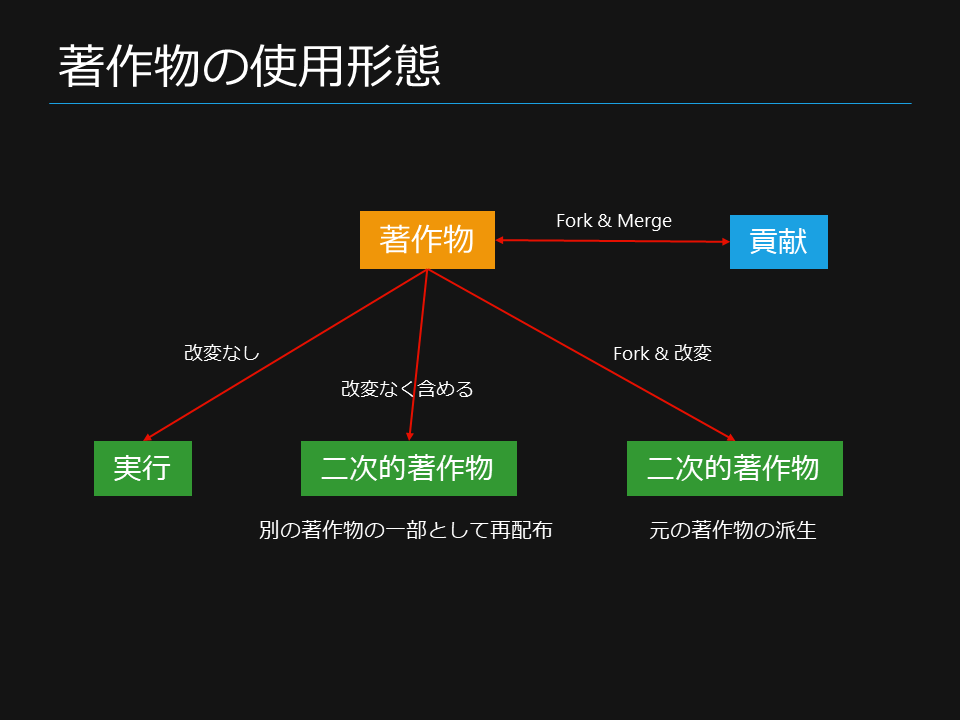 著作物の使用形態
Fork & Merge
著作物
貢献
改変なし
Fork & 改変
改変なく含める
実行
二次的著作物
二次的著作物
別の著作物の一部として再配布
元の著作物の派生